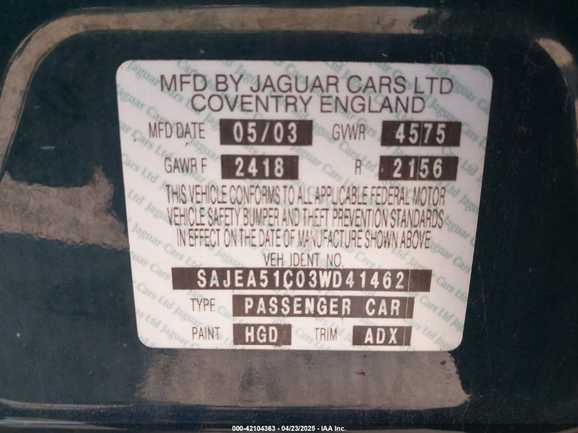 MFD BY JAGUAR CARS LTD
COVENTRY ENGLAND
MFD DATE 05/03 GVWR 4575
GAWR F 2418 R 2156
THIS VEHICLE CONFORMS TO ALL APPLICABLE FEDERAL MOTOR
VEHICLE SAFETY BUMPER AND THEFT PREVENTION STANDARDS
IN EFFECT ON THE DATE OF MANUFACTURE SHOWN ABOVE.
VEH IDENT NO.
SAJEA51C03WD41462
TYPE PASSENGER CAR
PAINT HGD TRIM ADX
000-42104363 - 04/23/2025 - IAA Inc.